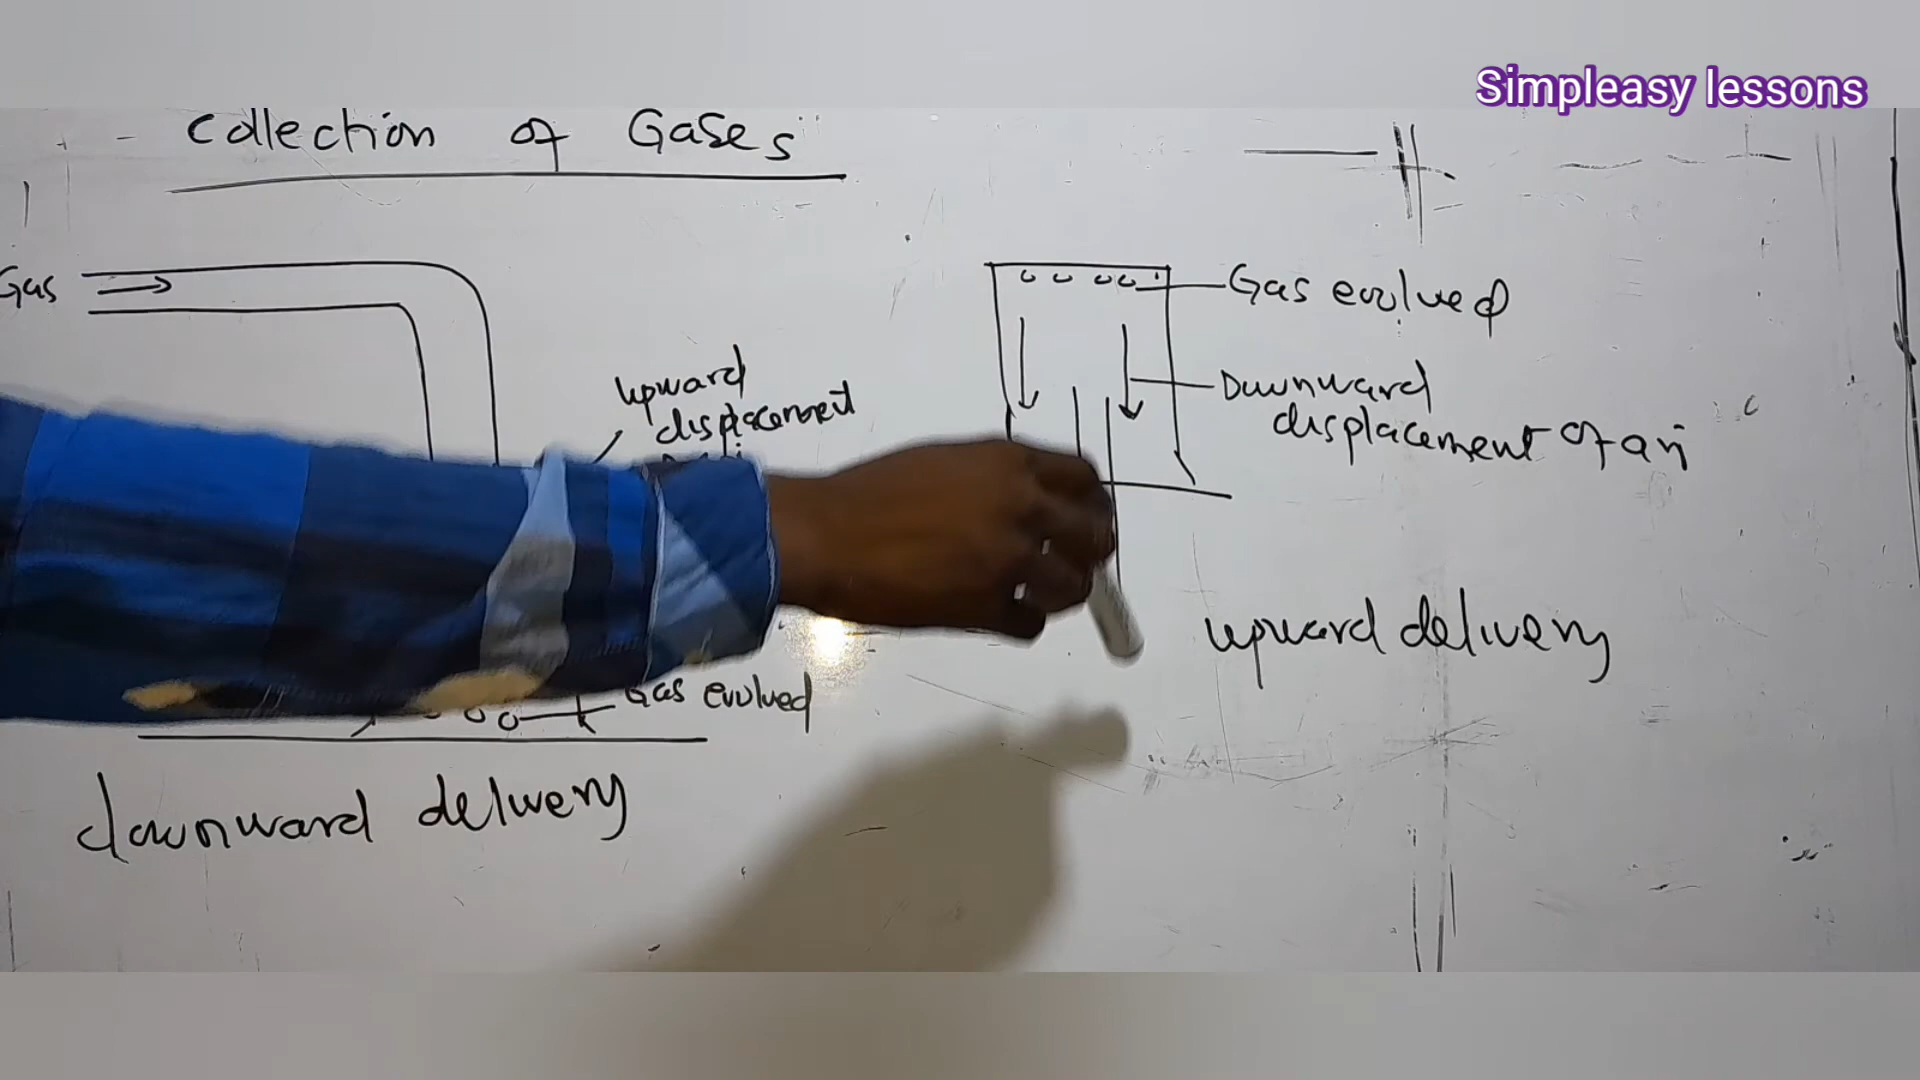 Simpleasy lessons
Collection of Gases
Gas
upward
displacement
Gas evolved
downward delivery
Gas evolved
Downward
displacement of air
upward delivery